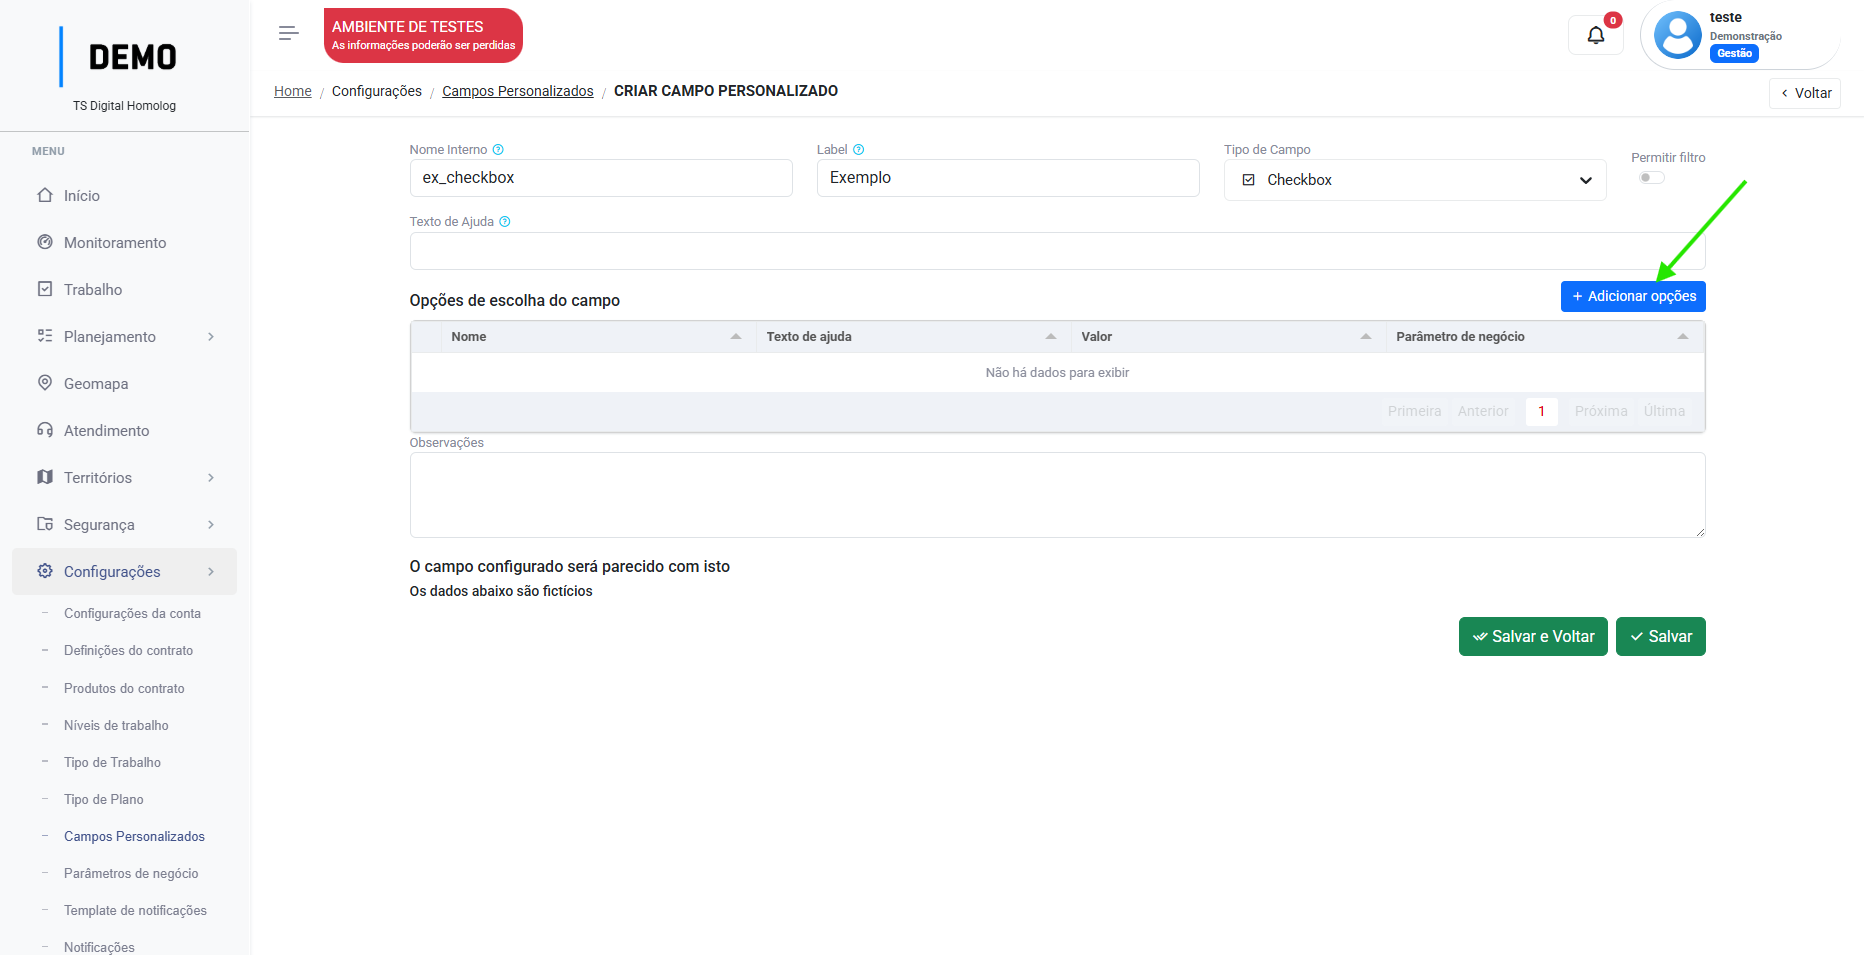 DEMO
TS Digital Homolog
MENU
Início
Monitoramento
Trabalho
Planejamento
Geomapa
Atendimento
Territórios
Segurança
Configurações
Configurações da conta
Definições do contrato
Produtos do contrato
Níveis de trabalho
Tipo de Trabalho
Tipo de Plano
Campos Personalizados
Parâmetros de negócio
Template de notificações
Notificações
AMBIENTE DE TESTES
As informações poderão ser perdidas
0
teste
Demonstração
Gestão
Home / Configurações / Campos Personalizados / CRIAR CAMPO PERSONALIZADO
Voltar
Nome Interno
Label
Tipo de Campo
Permitir filtro
ex_checkbox
Exemplo
Checkbox
Texto de Ajuda
Opções de escolha do campo
+ Adicionar opções
Nome Texto de ajuda Valor Parâmetro de negócio
Não há dados para exibir
Primeira Anterior 1 Próxima Última
Observações
O campo configurado será parecido com isto
Os dados abaixo são fictícios
Salvar e Voltar
Salvar